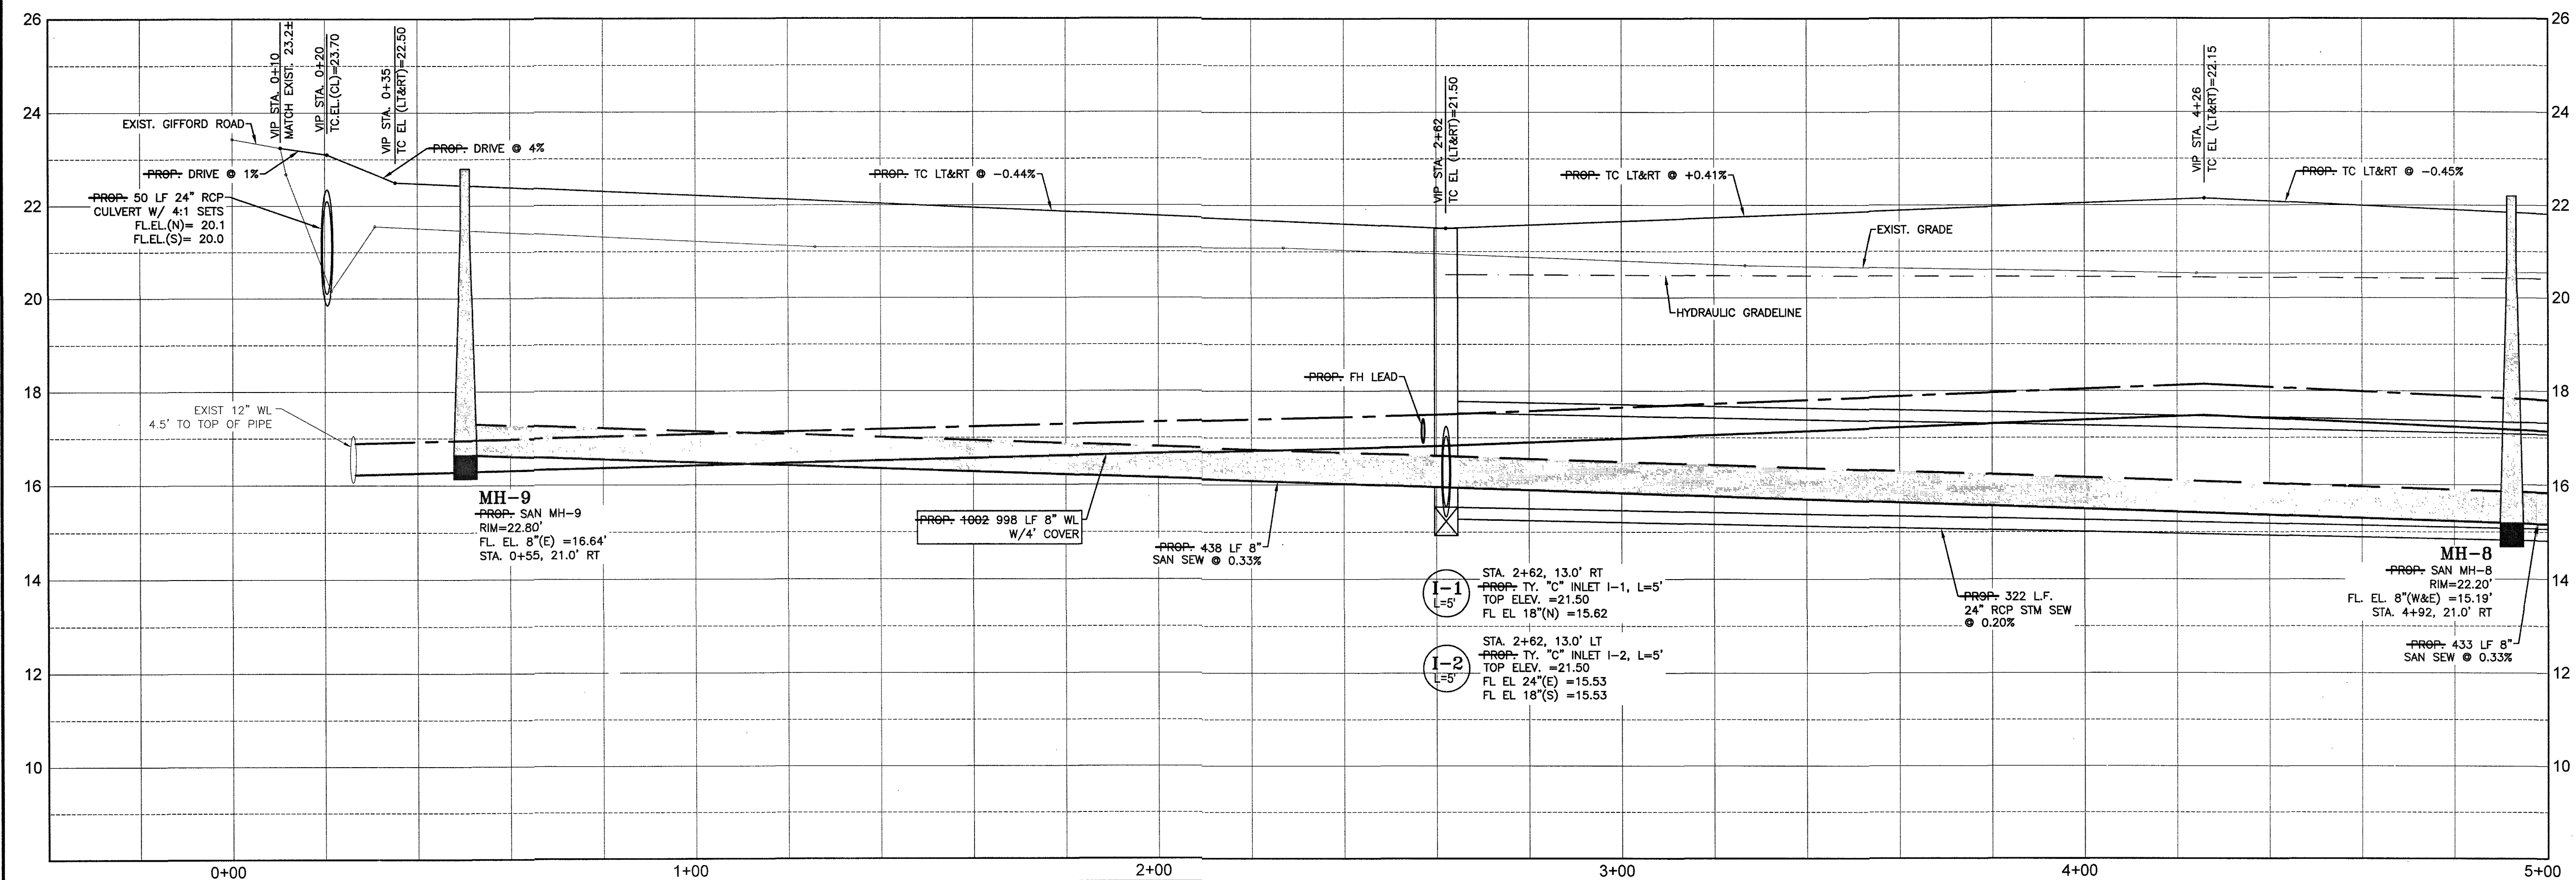 26
24
22
20
18
16
14
12
10
26
24
22
20
18
16
14
12
10
VIP STA. 0+10
MATCH EXIST. 23.2±
VIP STA. 0+20
TC.EL.(CL)=23.70
VIP STA. 0+35
TC EL (LT&RT)=22.50
EXIST. GIFFORD ROAD
PROP. DRIVE @ 1%
PROP. DRIVE @ 4%
PROP. 50 LF 24" RCP
CULVERT W/ 4:1 SETS
FL.EL.(N)= 20.1
FL.EL.(S)= 20.0
PROP. TC LT&RT @ -0.44%
VIP STA. 2+62
TC EL (LT&RT)=21.50
PROP. TC LT&RT @ +0.41%
VIP STA. 4+26
TC EL (LT&RT)=22.15
PROP. TC LT&RT @ -0.45%
EXIST. GRADE
HYDRAULIC GRADELINE
PROP. FH LEAD
EXIST 12" WL
4.5' TO TOP OF PIPE
MH-9
PROP. SAN MH-9
RIM=22.80'
FL. EL. 8"(E) =16.64'
STA. 0+55, 21.0' RT
PROP. 1002 998 LF 8" WL
W/4' COVER
PROP. 438 LF 8"
SAN SEW @ 0.33%
I-1
L=5'
STA. 2+62, 13.0' RT
PROP. TY. "C" INLET I-1, L=5'
TOP ELEV. =21.50
FL EL 18"(N) =15.62
I-2
L=5'
STA. 2+62, 13.0' LT
PROP. TY. "C" INLET I-2, L=5'
TOP ELEV. =21.50
FL EL 24"(E) =15.53
FL EL 18"(S) =15.53
PROP. 322 L.F.
24" RCP STM SEW
@ 0.20%
MH-8
PROP. SAN MH-8
RIM=22.20'
FL. EL. 8"(W&E) =15.19'
STA. 4+92, 21.0' RT
PROP. 433 LF 8"
SAN SEW @ 0.33%
0+00
1+00
2+00
3+00
4+00
5+00